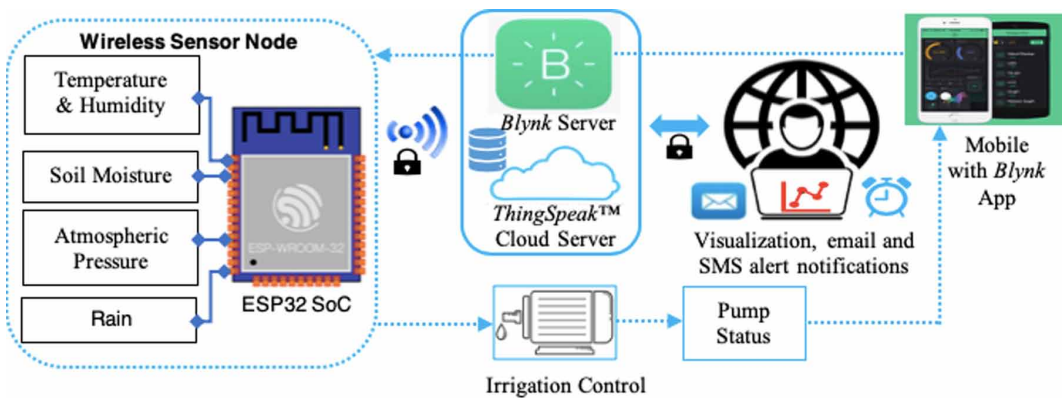 Wireless Sensor Node
Temperature
& Humidity
Soil Moisture
Atmospheric
Pressure
Rain
ESP-WROOM-32
ESP32 SoC
B
Blynk Server
ThingSpeak™
Cloud Server
Visualization, email and
SMS alert notifications
Mobile
with Blynk
App
Irrigation Control
Pump
Status